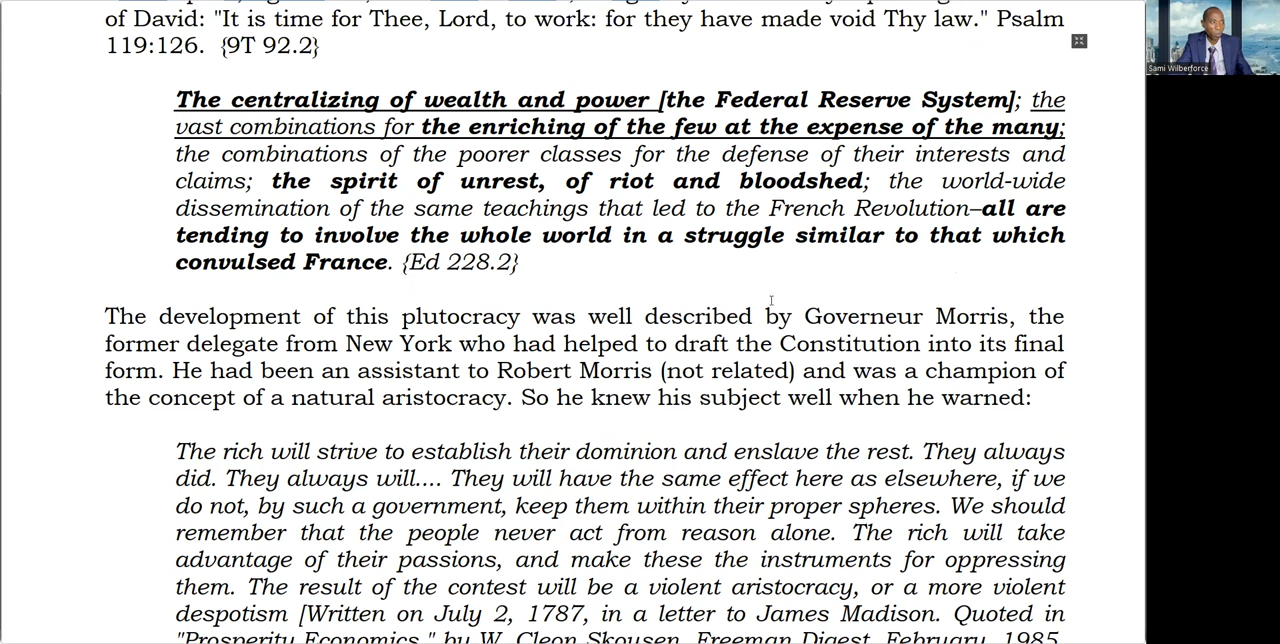 of David: "It is time for Thee, Lord, to work: for they have made void Thy law." Psalm
119:126. {9T 92.2}
Sami Wilberforce
The centralizing of wealth and power [the Federal Reserve System]; the
vast combinations for the enriching of the few at the expense of the many;
the combinations of the poorer classes for the defense of their interests and
claims; the spirit of unrest, of riot and bloodshed; the world-wide
dissemination of the same teachings that led to the French Revolution–all are
tending to involve the whole world in a struggle similar to that which
convulsed France. {Ed 228.2}
The development of this plutocracy was well described by Governeur Morris, the
former delegate from New York who had helped to draft the Constitution into its final
form. He had been an assistant to Robert Morris (not related) and was a champion of
the concept of a natural aristocracy. So he knew his subject well when he warned:
The rich will strive to establish their dominion and enslave the rest. They always
did. They always will.... They will have the same effect here as elsewhere, if we
do not, by such a government, keep them within their proper spheres. We should
remember that the people never act from reason alone. The rich will take
advantage of their passions, and make these the instruments for oppressing
them. The result of the contest will be a violent aristocracy, or a more violent
despotism [Written on July 2, 1787, in a letter to James Madison. Quoted in
"Prosperity Economics," by W. Cleon Skousen, Freeman Digest, February, 1985,